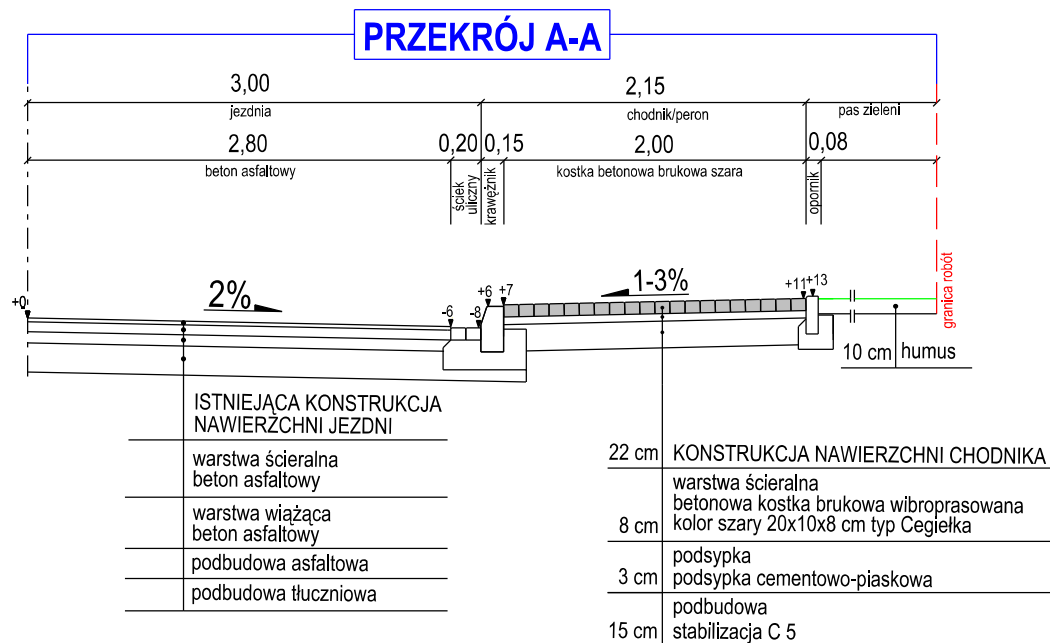 PRZEKRÓJ A-A
3,00
jezdnia
2,15
chodnik/peron
pas zieleni
2,80
beton asfaltowy
0,20
ściek
uliczny
0,15
krawężnik
2,00
kostka betonowa brukowa szara
0,08
opornik
+0
2%
-6
-8
+6
+7
1-3%
+11
+13
granica robót
10 cm humus
ISTNIEJĄCA KONSTRUKCJA
NAWIERZCHNI JEZDNI
warstwa ścieralna
beton asfaltowy
warstwa wiążąca
beton asfaltowy
podbudowa asfaltowa
podbudowa tłuczniowa
22 cm KONSTRUKCJA NAWIERZCHNI CHODNIKA
warstwa ścieralna
betonowa kostka brukowa wibroprasowana
8 cm kolor szary 20x10x8 cm typ Cegiełka
podsypka
3 cm podsypka cementowo-piaskowa
podbudowa
15 cm stabilizacja C 5